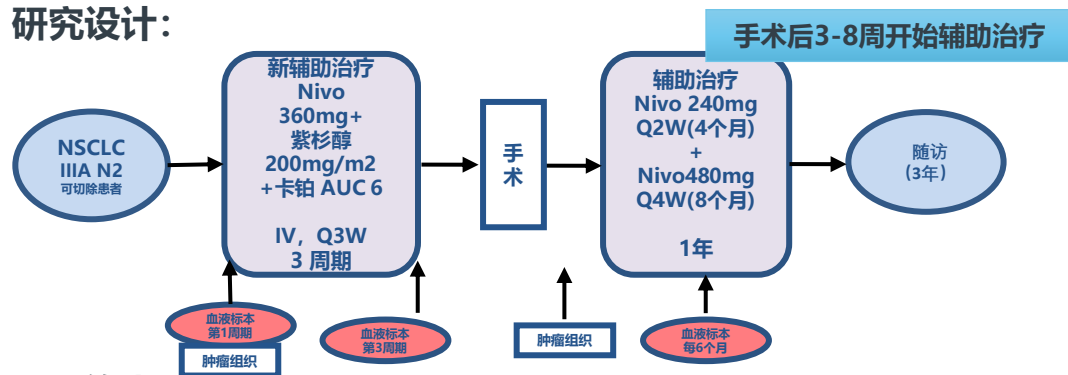 研究设计：
手术后3-8周开始辅助治疗
NSCLC
IIIA N2
可切除患者
新辅助治疗
Nivo
360mg+
紫杉醇
200mg/m2
+卡铂 AUC 6
IV，Q3W
3 周期
手
术
辅助治疗
Nivo 240mg
Q2W(4个月)
+
Nivo480mg
Q4W(8个月)
1年
随访
（3年）
血液标本
第1周期
肿瘤组织
血液标本
第3周期
肿瘤组织
血液标本
每6个月